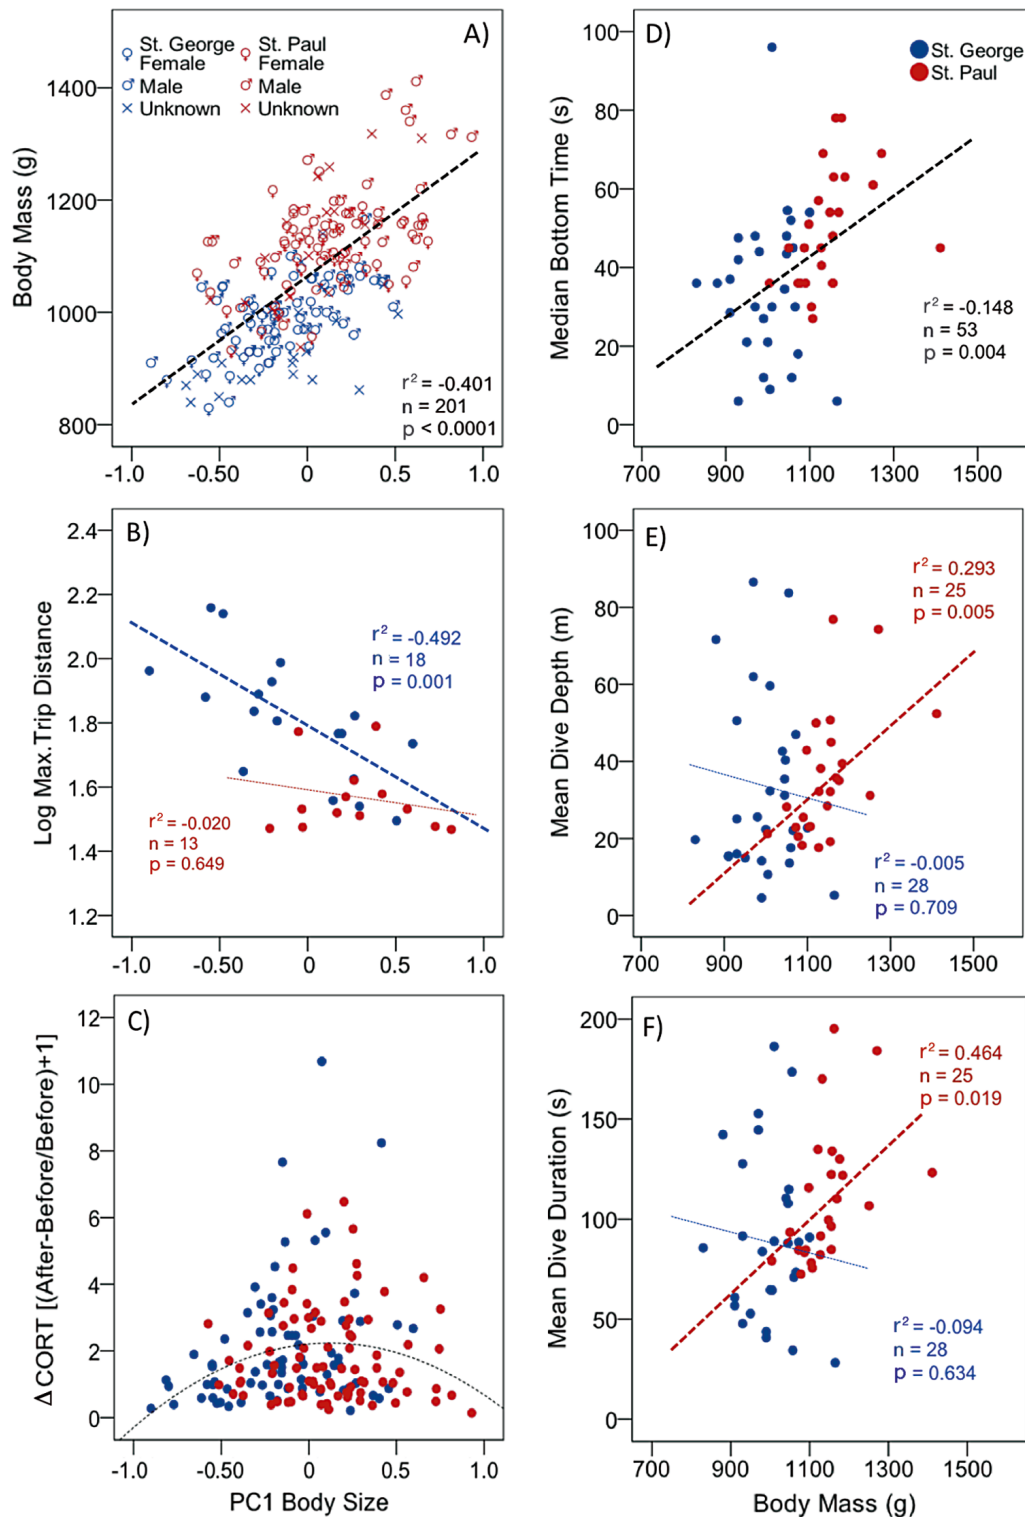 A)
St. George St. Paul
♀ Female ♀ Female
♂ Male ♂ Male
× Unknown × Unknown
Body Mass (g)
1400
1200
1000
800
r² = -0.401
n = 201
p < 0.0001
-1.0 -0.50 0 0.5 1.0
D)
St. George
St. Paul
Median Bottom Time (s)
100
80
60
40
20
0
r² = -0.148
n = 53
p = 0.004
700 900 1100 1300 1500
B)
Log Max.Trip Distance
2.4
2.2
2.0
1.8
1.6
1.4
1.2
r² = -0.492
n = 18
p = 0.001
r² = -0.020
n = 13
p = 0.649
-1.0 -0.50 0 0.5 1.0
E)
Mean Dive Depth (m)
100
80
60
40
20
0
r² = 0.293
n = 25
p = 0.005
r² = -0.005
n = 28
p = 0.709
700 900 1100 1300 1500
C)
ΔCORT [(After-Before/Before)+1]
12
10
8
6
4
2
0
-1.0 -0.50 0 0.5 1.0
PC1 Body Size
F)
Mean Dive Duration (s)
200
150
100
50
0
r² = 0.464
n = 25
p = 0.019
r² = -0.094
n = 28
p = 0.634
700 900 1100 1300 1500
Body Mass (g)